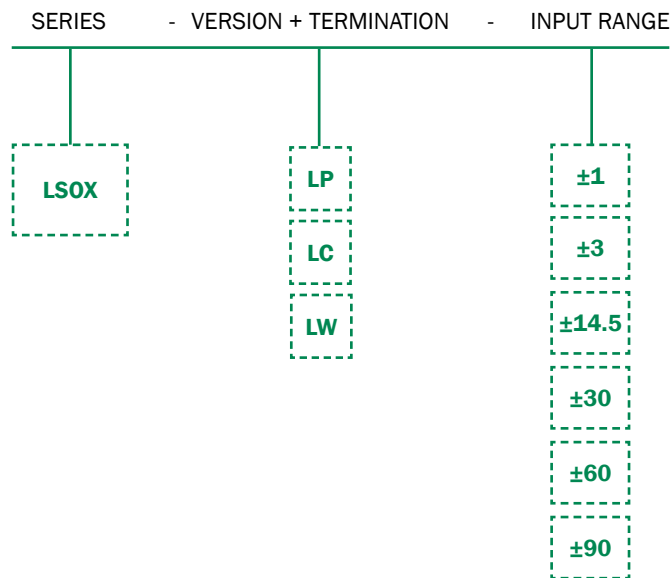 SERIES - VERSION + TERMINATION - INPUT RANGE
LSOX
LP
LC
LW
±1
±3
±14.5
±30
±60
±90